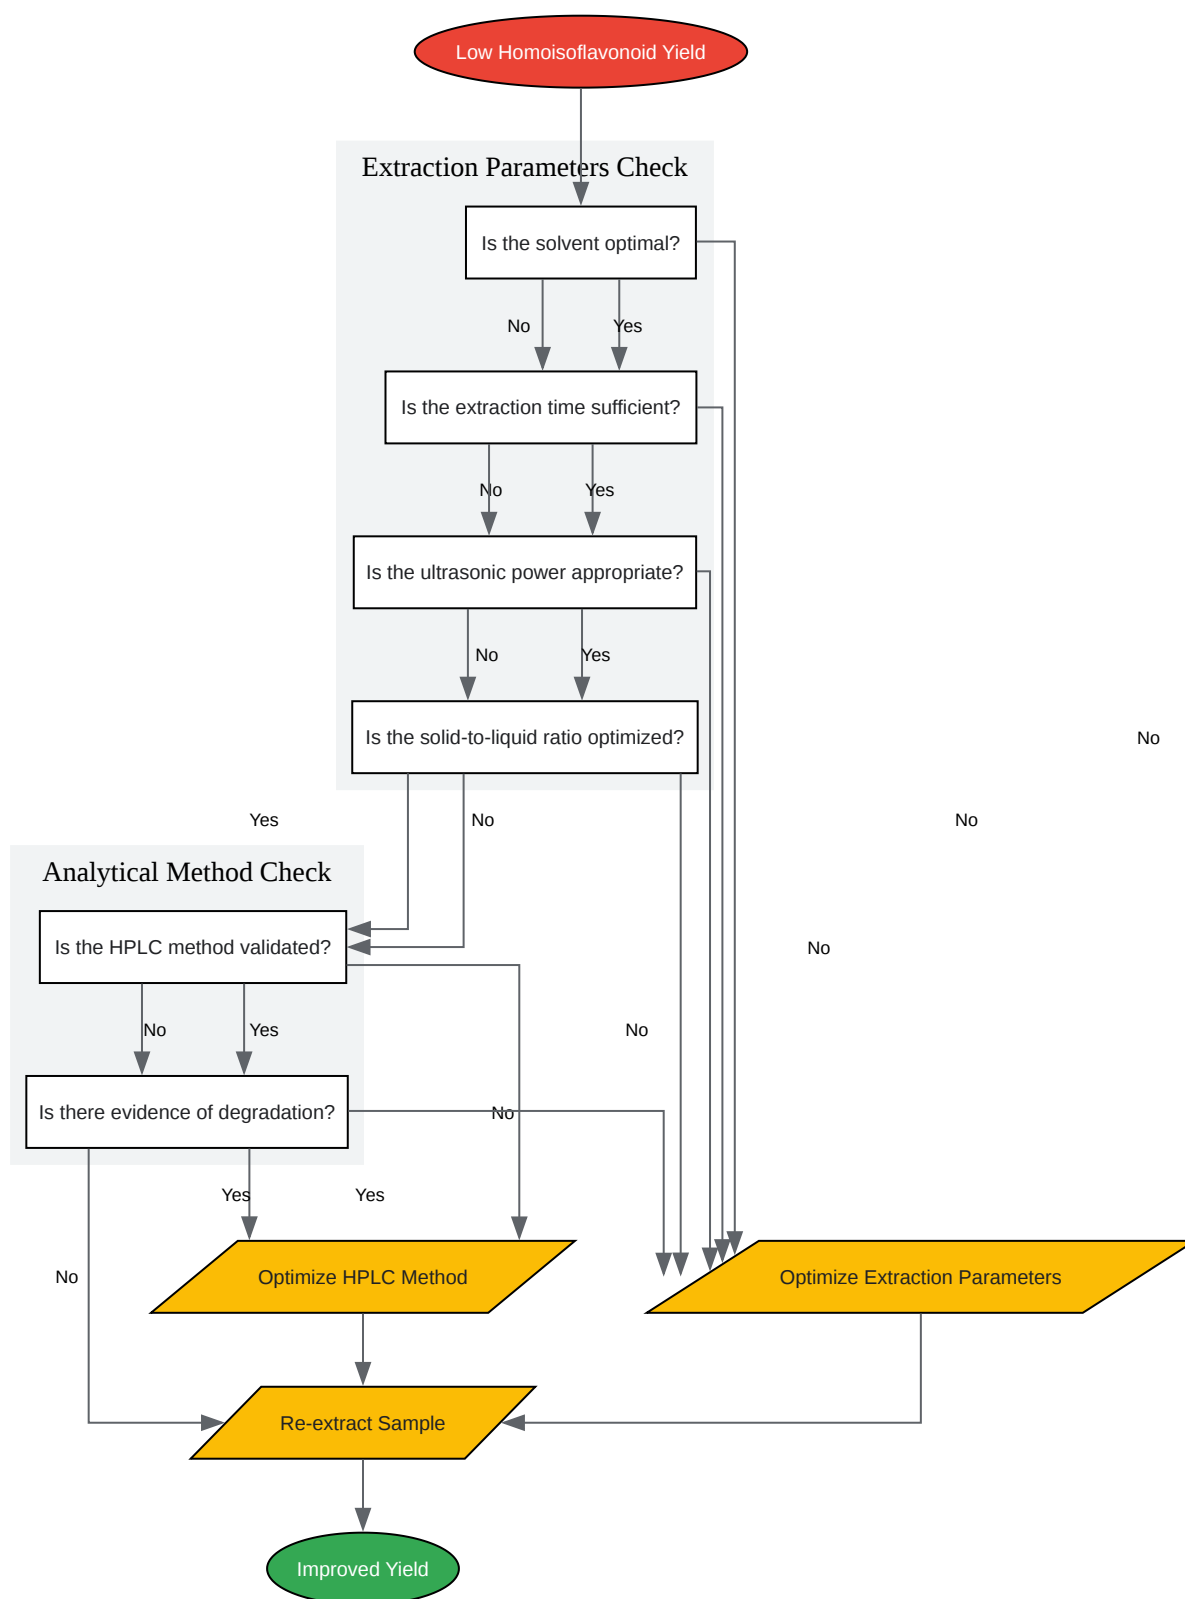 Low Homoisoflavonoid Yield
Extraction Parameters Check
Is the solvent optimal?
No
Yes
Is the extraction time sufficient?
No
Yes
Is the ultrasonic power appropriate?
No
Yes
Is the solid-to-liquid ratio optimized?
No
Yes
No
No
Analytical Method Check
Is the HPLC method validated?
No
No
Yes
No
Is there evidence of degradation?
No
Yes
Yes
No
Optimize HPLC Method
Optimize Extraction Parameters
Re-extract Sample
Improved Yield